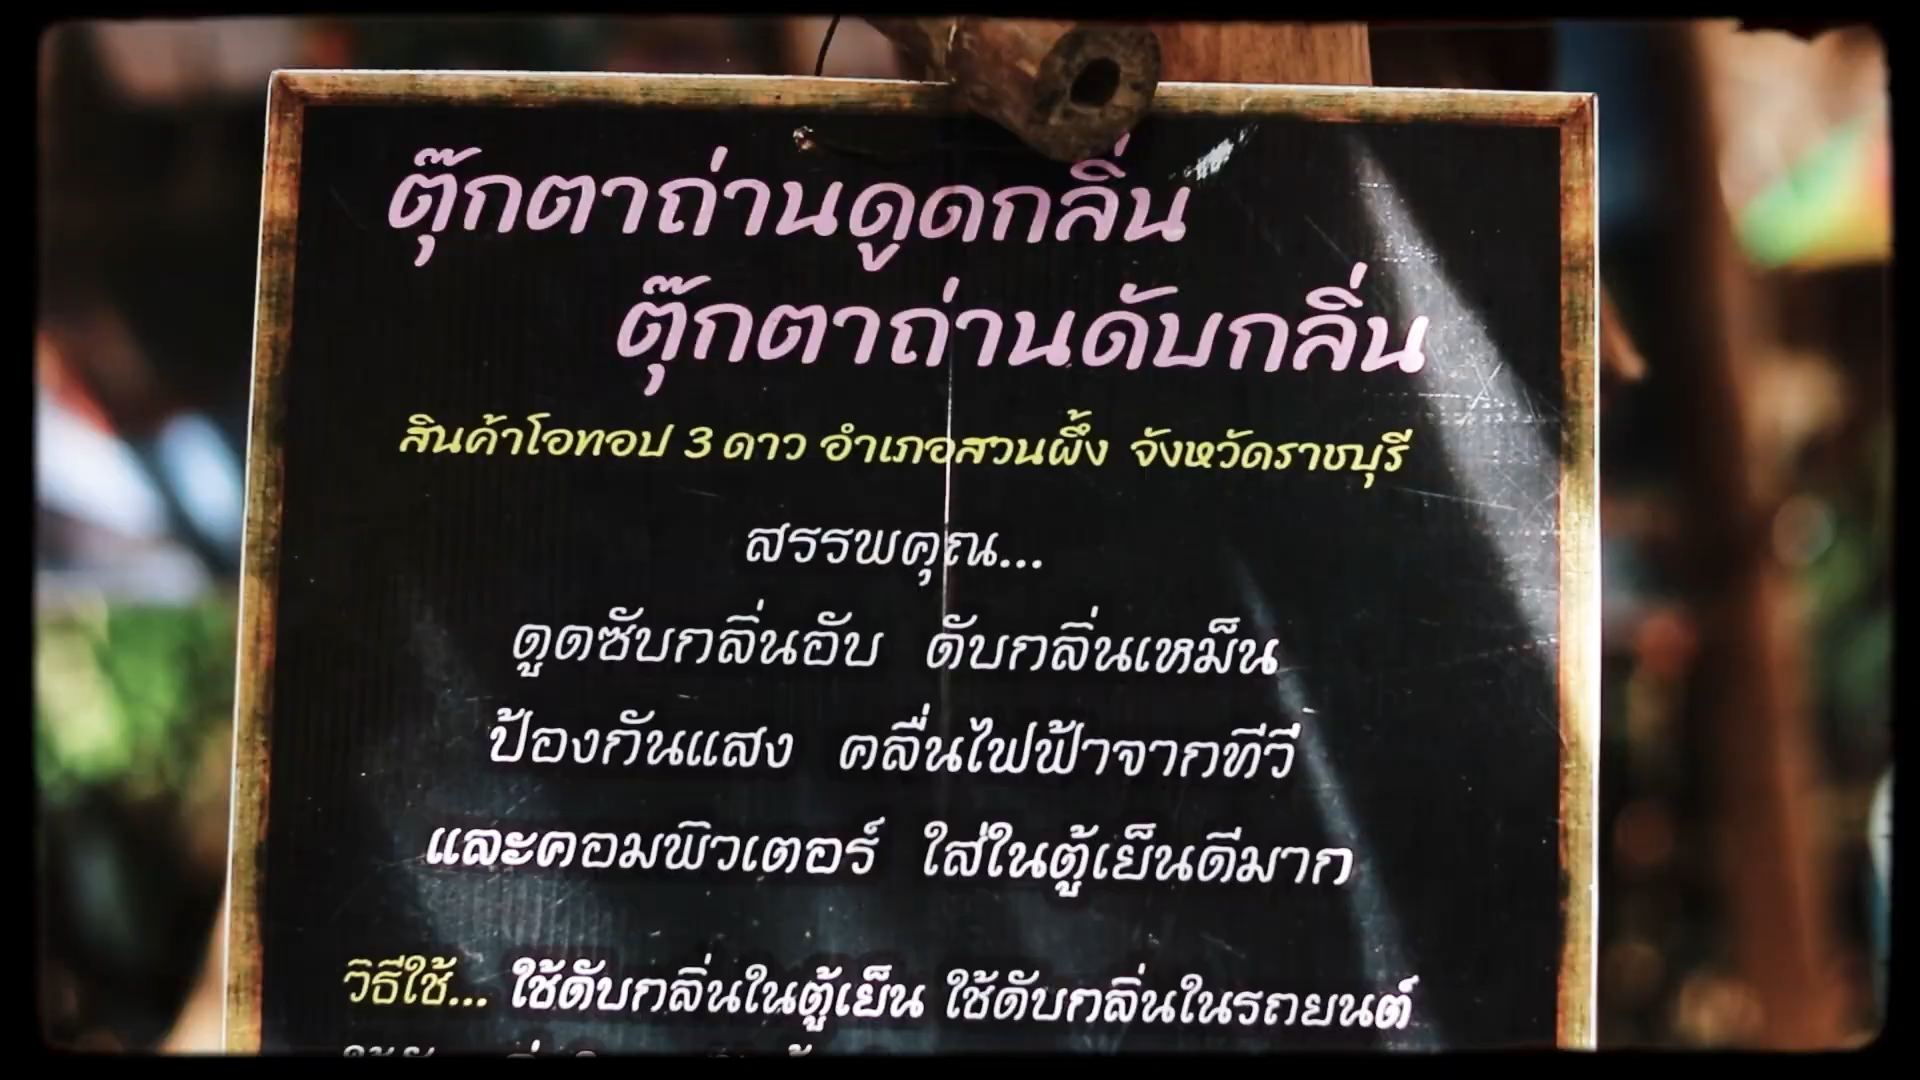 ตุ๊กตาถ่านดูดกลิ่น
ตุ๊กตาถ่านดับกลิ่น
สินค้าโอทอป 3 ดาว อำเภอสวนผึ้ง จังหวัดราชบุรี
สรรพคุณ...
ดูดซับกลิ่นอับ ดับกลิ่นเหม็น
ป้องกันแสง คลื่นไฟฟ้าจากทีวี
และคอมพิวเตอร์ ใส่ในตู้เย็นดีมาก
วิธีใช้... ใช้ดับกลิ่นในตู้เย็น ใช้ดับกลิ่นในรถยนต์